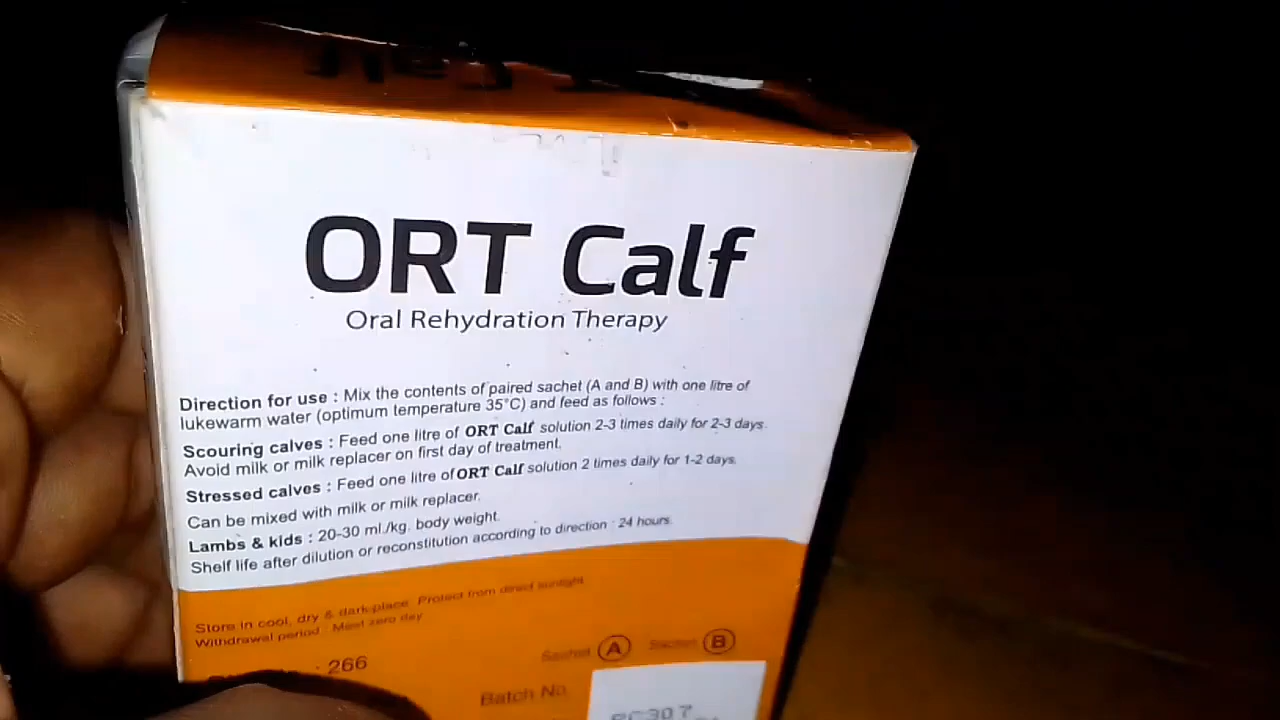 ORT Calf
Oral Rehydration Therapy
Direction for use : Mix the contents of paired sachet (A and B) with one litre of
lukewarm water (optimum temperature 35°C) and feed as follows :
Scouring calves : Feed one litre of ORT Calf solution 2-3 times daily for 2-3 days.
Avoid milk or milk replacer on first day of treatment.
Stressed calves : Feed one litre of ORT Calf solution 2 times daily for 1-2 days.
Can be mixed with milk or milk replacer.
Lambs & kids : 20-30 ml./kg. body weight.
Shelf life after dilution or reconstitution according to direction : 24 hours.
Store in cool, dry & dark place. Protect from direct sunlight
Withdrawal period : Meat zero day
Sachet A Sachet B
266
Batch No.
307